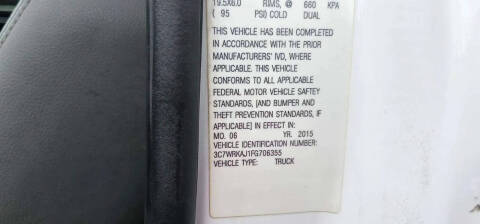 19.5X6.0 RIMS, @ 660 KPA
( 95 PSI) COLD DUAL
THIS VEHICLE HAS BEEN COMPLETED
IN ACCORDANCE WITH THE PRIOR
MANUFACTURERS' IVD, WHERE
APPLICABLE. THIS VEHICLE
CONFORMS TO ALL APPLICABLE
FEDERAL MOTOR VEHICLE SAFTEY
STANDARDS, [AND BUMPER AND
THEFT PREVENTION STANDARDS, IF
APPLICABLE] IN EFFECT IN:
MO. 06 YR. 2015
VEHICLE IDENTIFICATION NUMBER:
3C7WRKAJ1FG706355
VEHICLE TYPE: TRUCK